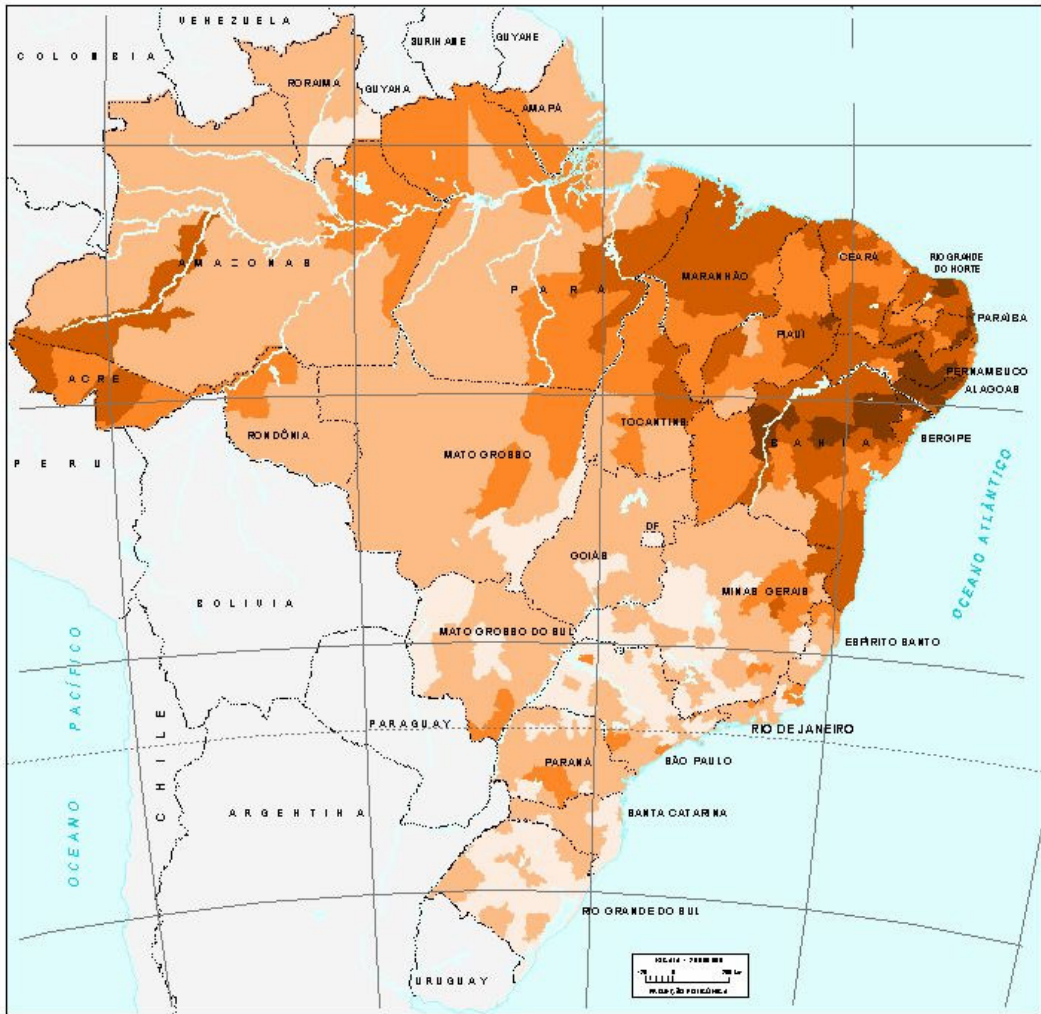 VENEZUELA
COLOMBIA
SURINAME
GUYANE
RORAIMA
GUYANA
AMAPÁ
AMAZONAS
PARÁ
MARANHÃO
CEARÁ
RIO GRANDE
DO NORTE
PARAÍBA
PIAUÍ
PERNAMBUCO
ALAGOAS
ACRE
SERGIPE
RONDÔNIA
TOCANTINS
BAHIA
MATO GROSSO
PERU
DF
GOIÁS
MINAS GERAIS
OCEANO ATLÂNTICO
BOLIVIA
MATO GROSSO DO SUL
ESPÍRITO SANTO
OCEANO PACÍFICO
PARAGUAY
RIO DE JANEIRO
SÃO PAULO
PARANÁ
CHILE
ARGENTINA
SANTA CATARINA
RIO GRANDE DO SUL
URUGUAY
PROJEÇÃO POLICÔNICA